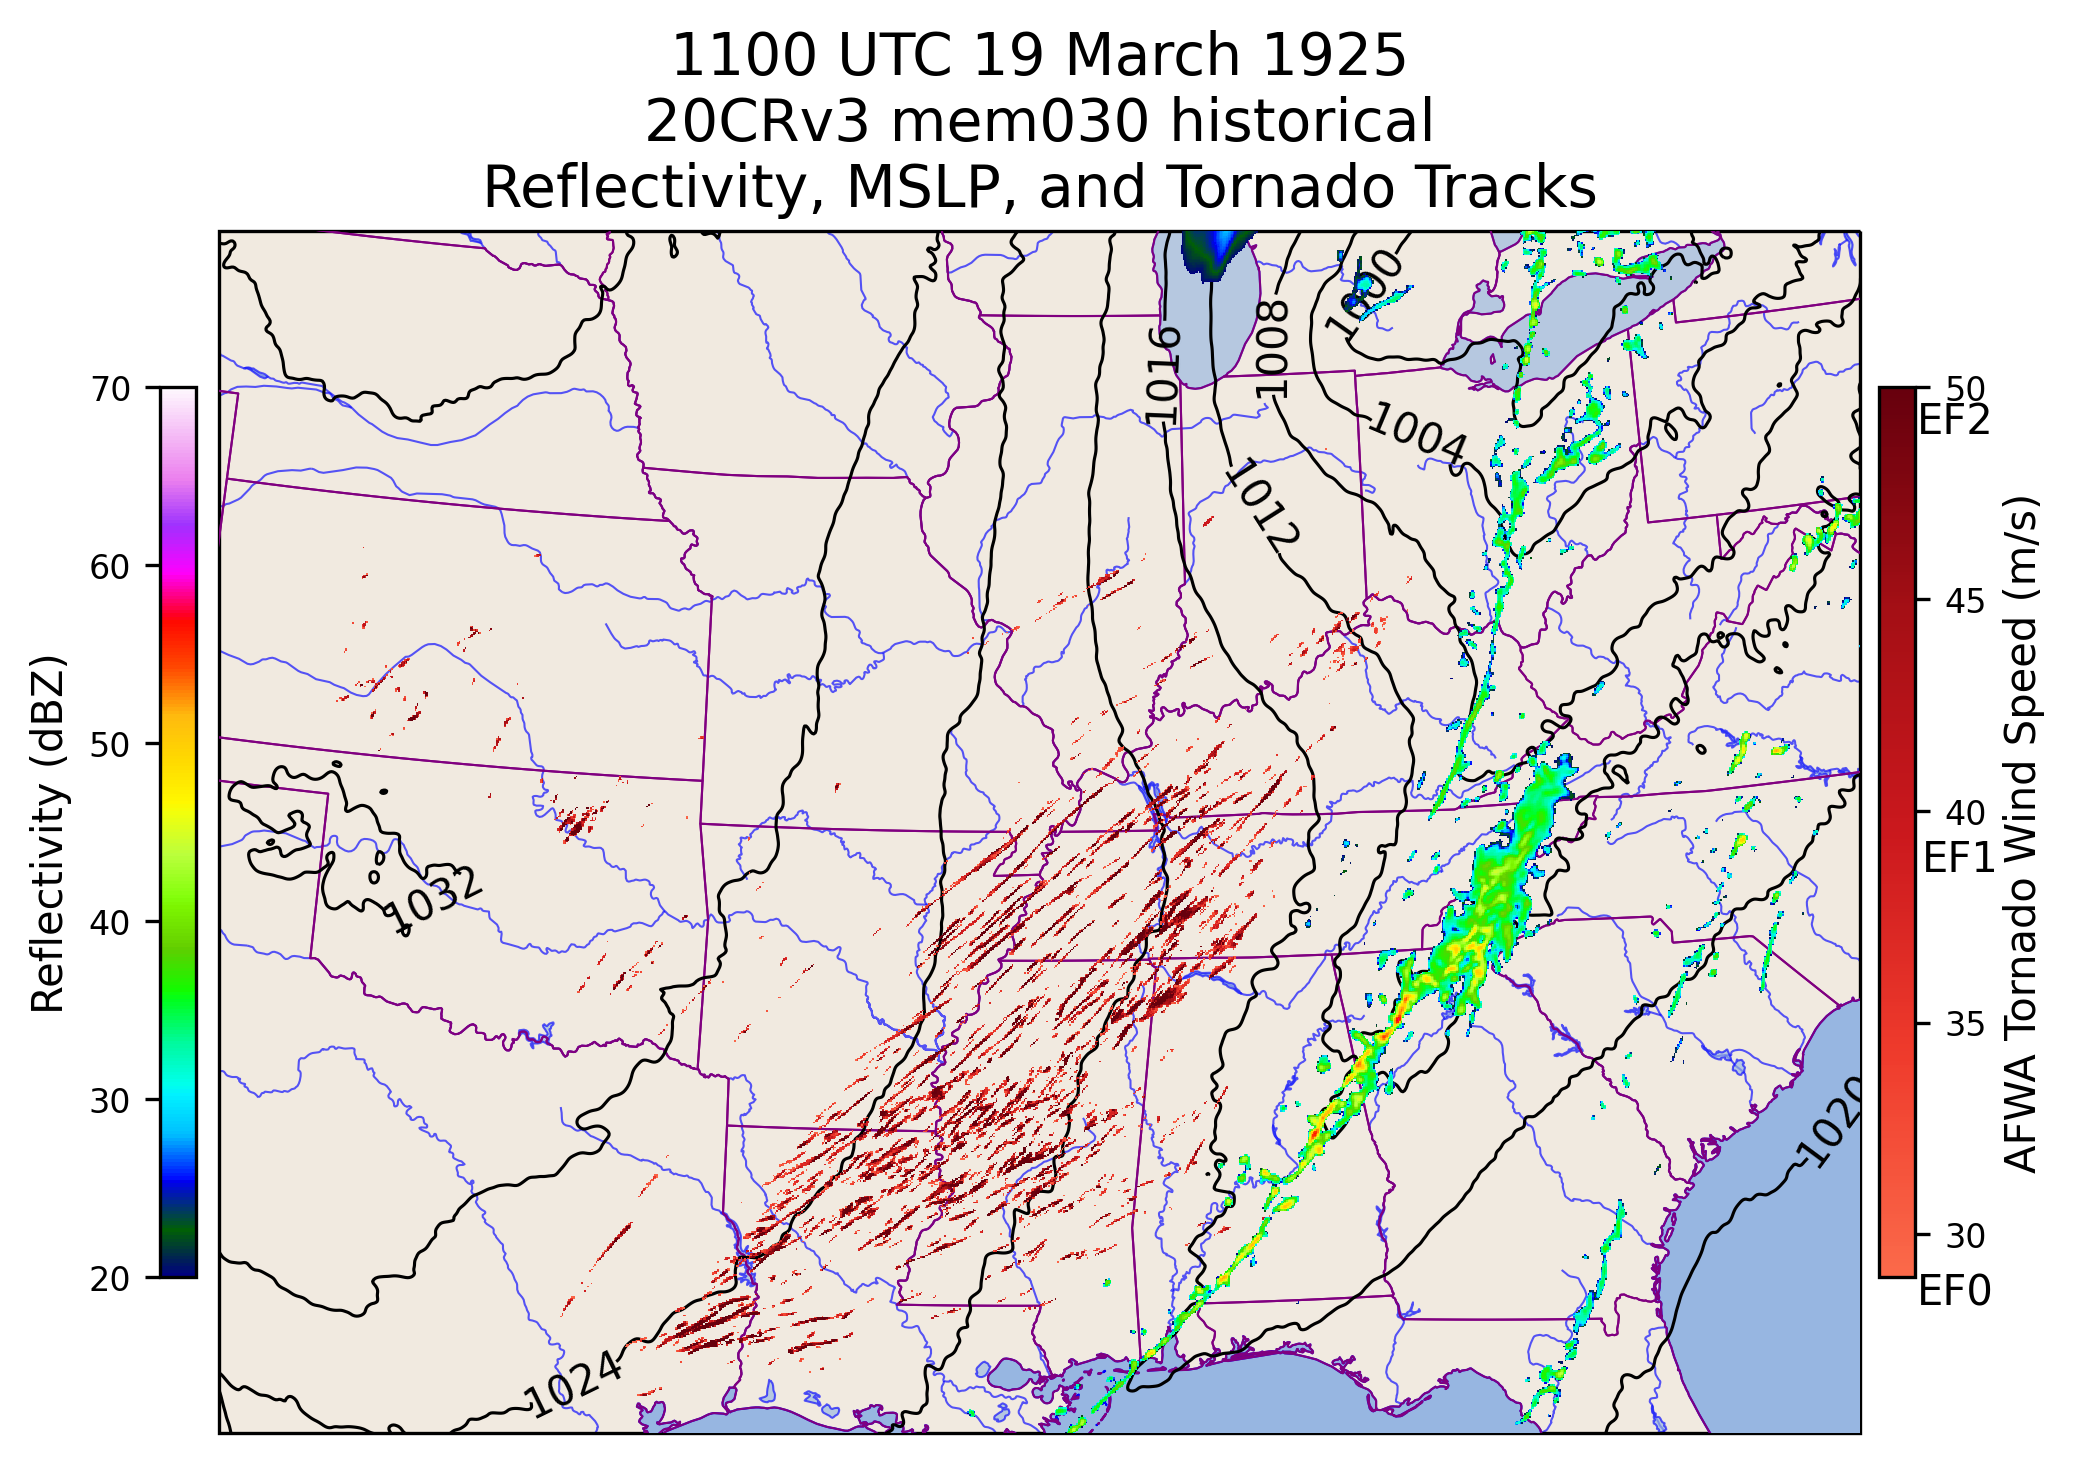 1100 UTC 19 March 1925
20CRv3 mem030 historical
Reflectivity, MSLP, and Tornado Tracks
Reflectivity (dBZ)
70
60
50
40
30
20
1000
1016
1008
1004
1012
1032
1020
1024
50
EF2
45
40
EF1
35
30
EF0
AFWA Tornado Wind Speed (m/s)